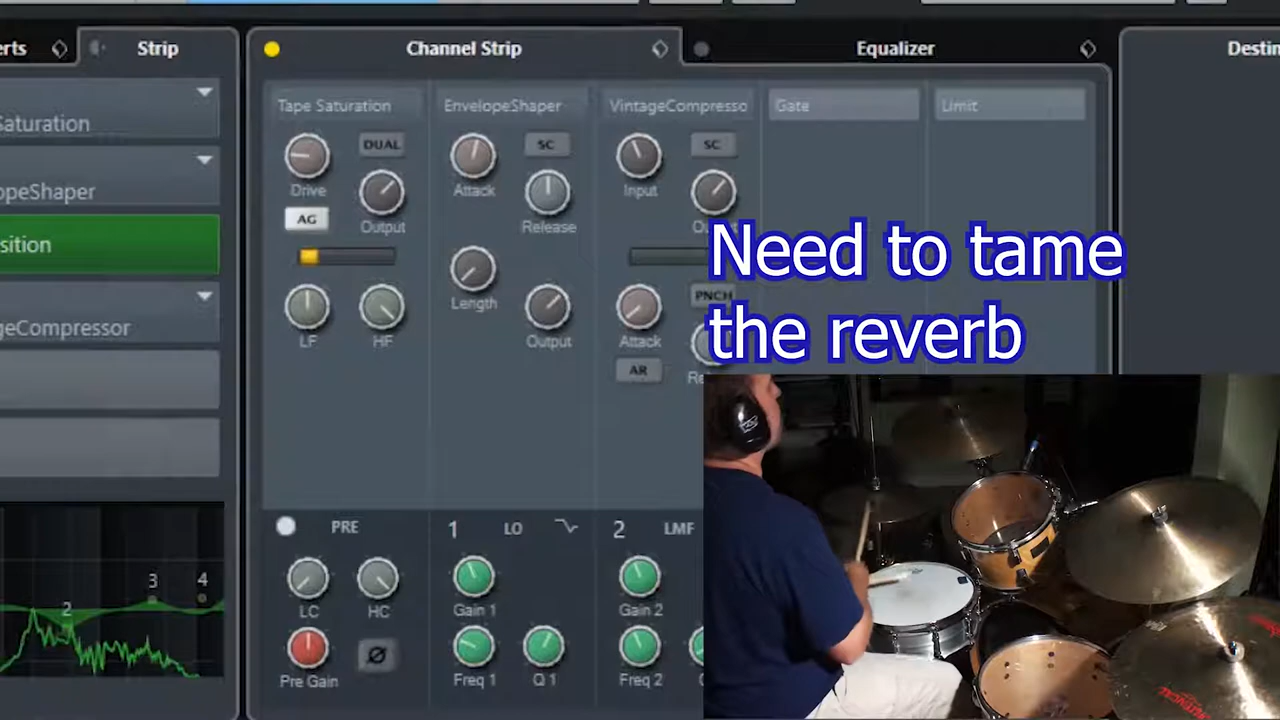 erts
Strip
Channel Strip
Equalizer
Destin
Saturation
opeShaper
sition
geCompressor
Tape Saturation
EnvelopeShaper
VintageCompresso
Gate
Limit
DUAL
SC
SC
Drive
Attack
Input
AG
Output
Release
Ou
Length
PNCH
LF
HF
Output
Attack
AR
Re
Need to tame
the reverb
PRE
1
LO
2
LMF
LC
HC
Gain 1
Gain 2
Pre Gain
Ø
Freq 1
Q 1
Freq 2
2
3
4